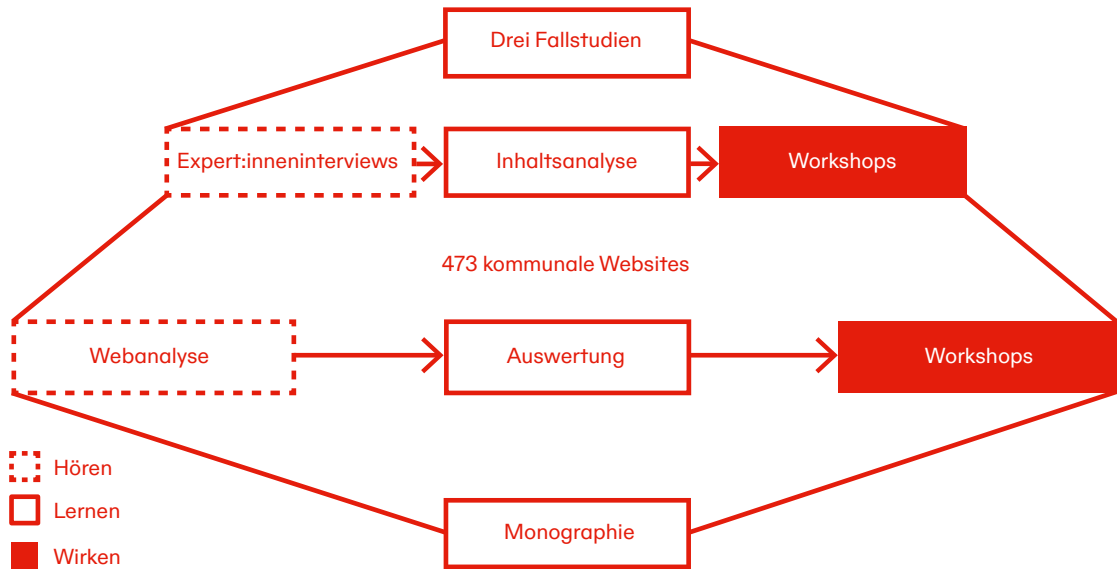 Drei Fallstudien
Expert:inneninterviews
Inhaltsanalyse
Workshops
473 kommunale Websites
Webanalyse
Auswertung
Workshops
Hören
Lernen
Wirken
Monographie